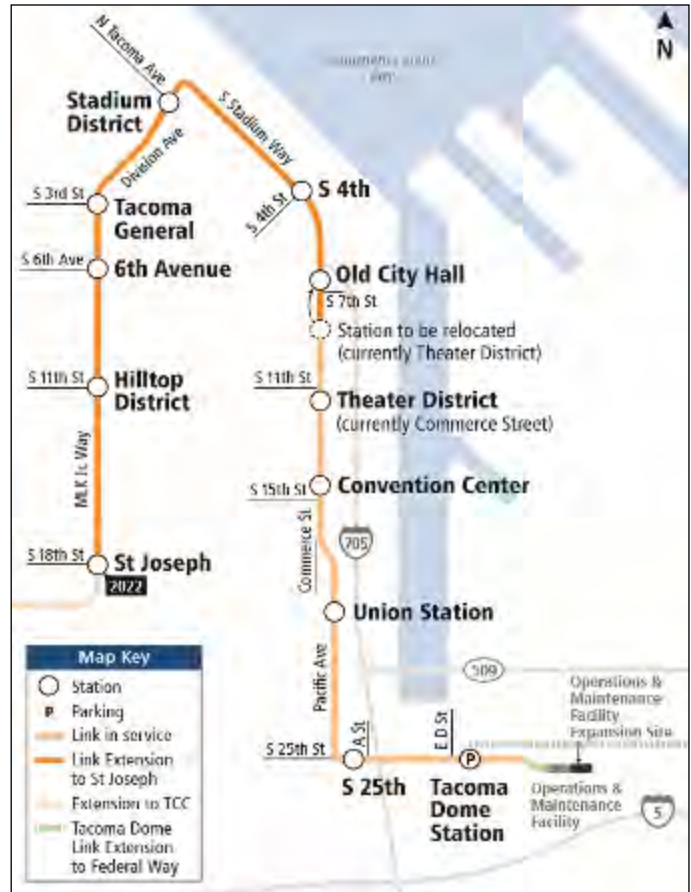 N
N Tacoma Ave
Stadium
District
Division Ave
S Stadium Way
S 3rd St
Tacoma
General
S 4th St
S 4th
S 6th Ave
6th Avenue
Old City Hall
S 7th St
Station to be relocated
(currently Theater District)
S 11th St
Hilltop
District
S 11th St
Theater District
(currently Commerce Street)
MLK Jr. Way
S 15th St
Convention Center
Commerce St
705
S 18th St
St Joseph
2022
Union Station
Pacific Ave
509
Operations &
Maintenance
Facility
Expansion Site
S 25th St
A St
E D St
P
S 25th
Tacoma
Dome
Station
Operations &
Maintenance
Facility
5
Map Key
Station
P Parking
Link in service
Link Extension
to St Joseph
Extension to TCC
Tacoma Dome
Link Extension
to Federal Way